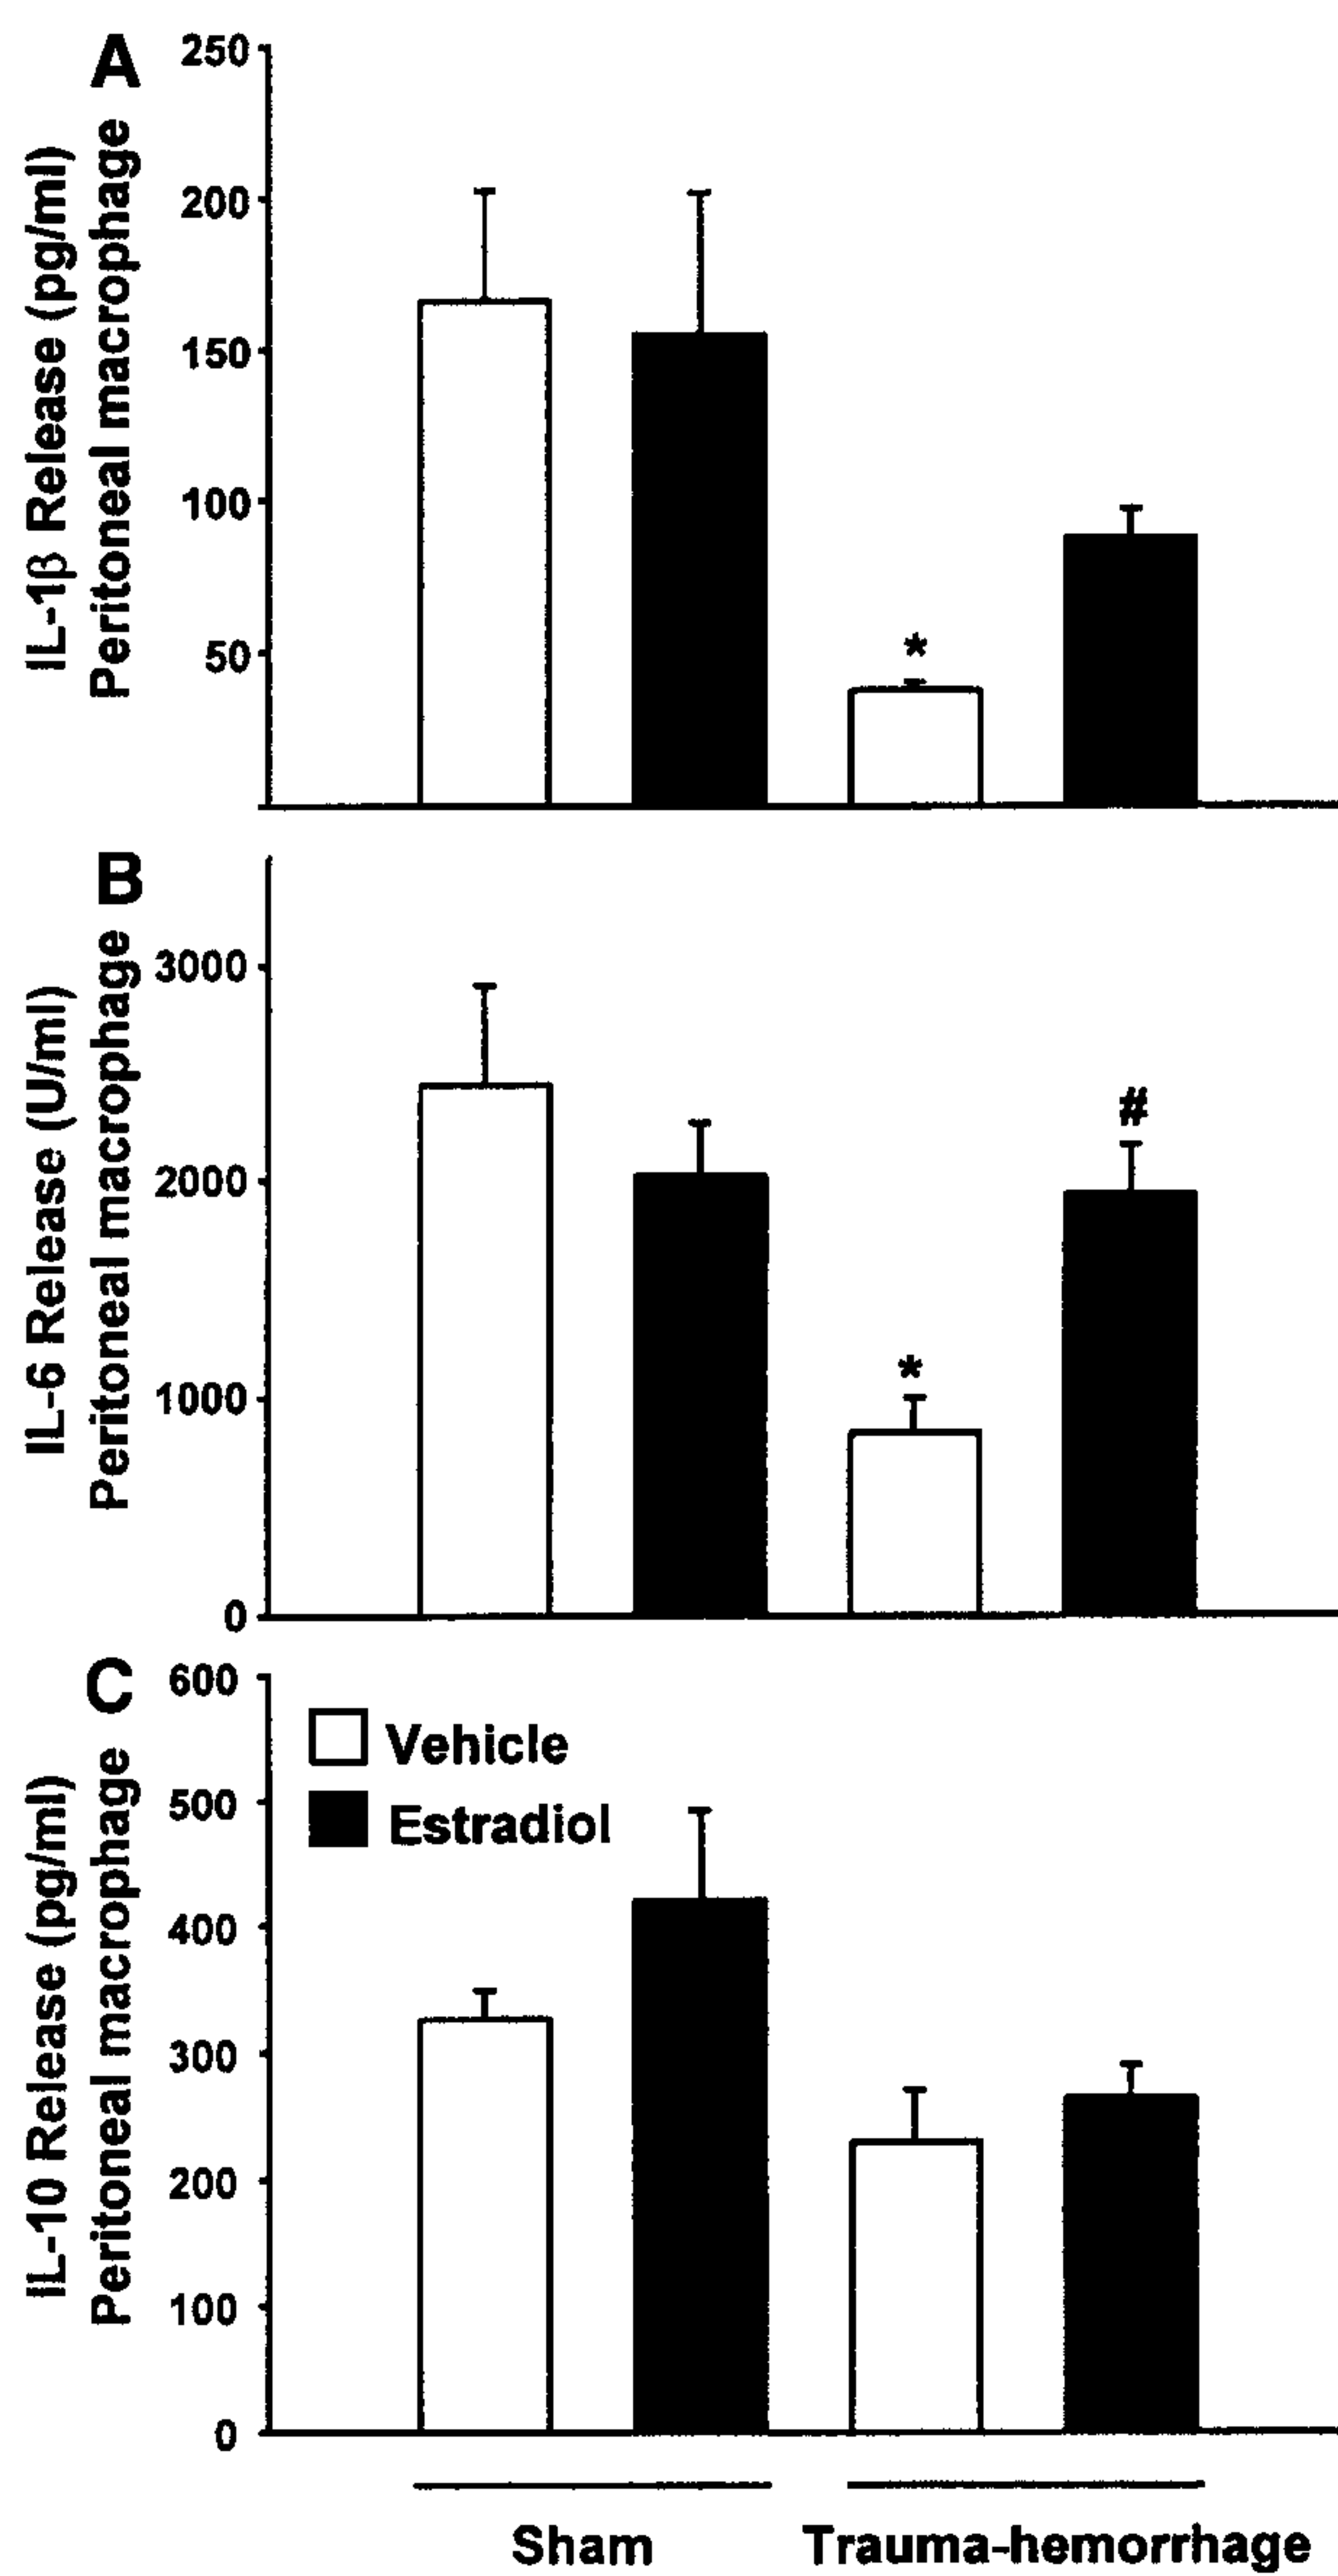 A
IL-1β Release (pg/ml)
Peritoneal macrophage
250
200
150
100
50
*
B
IL-6 Release (U/ml)
Peritoneal macrophage
3000
2000
1000
0
*
#
C
IL-10 Release (pg/ml)
Peritoneal macrophage
600
500
400
300
200
100
0
Vehicle
Estradiol
Sham
Trauma-hemorrhage